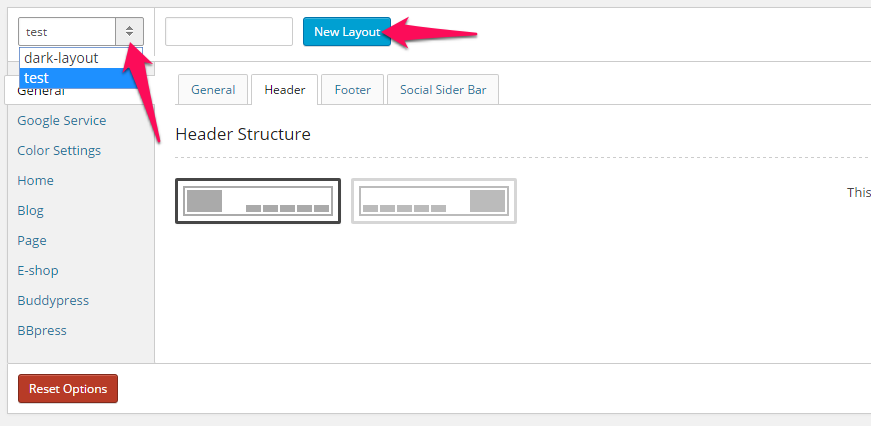 test
New Layout
dark-layout
test
General
General
Header
Footer
Social Sider Bar
Google Service
Color Settings
Home
Blog
Page
E-shop
Buddypress
BBpress
Header Structure
This
Reset Options